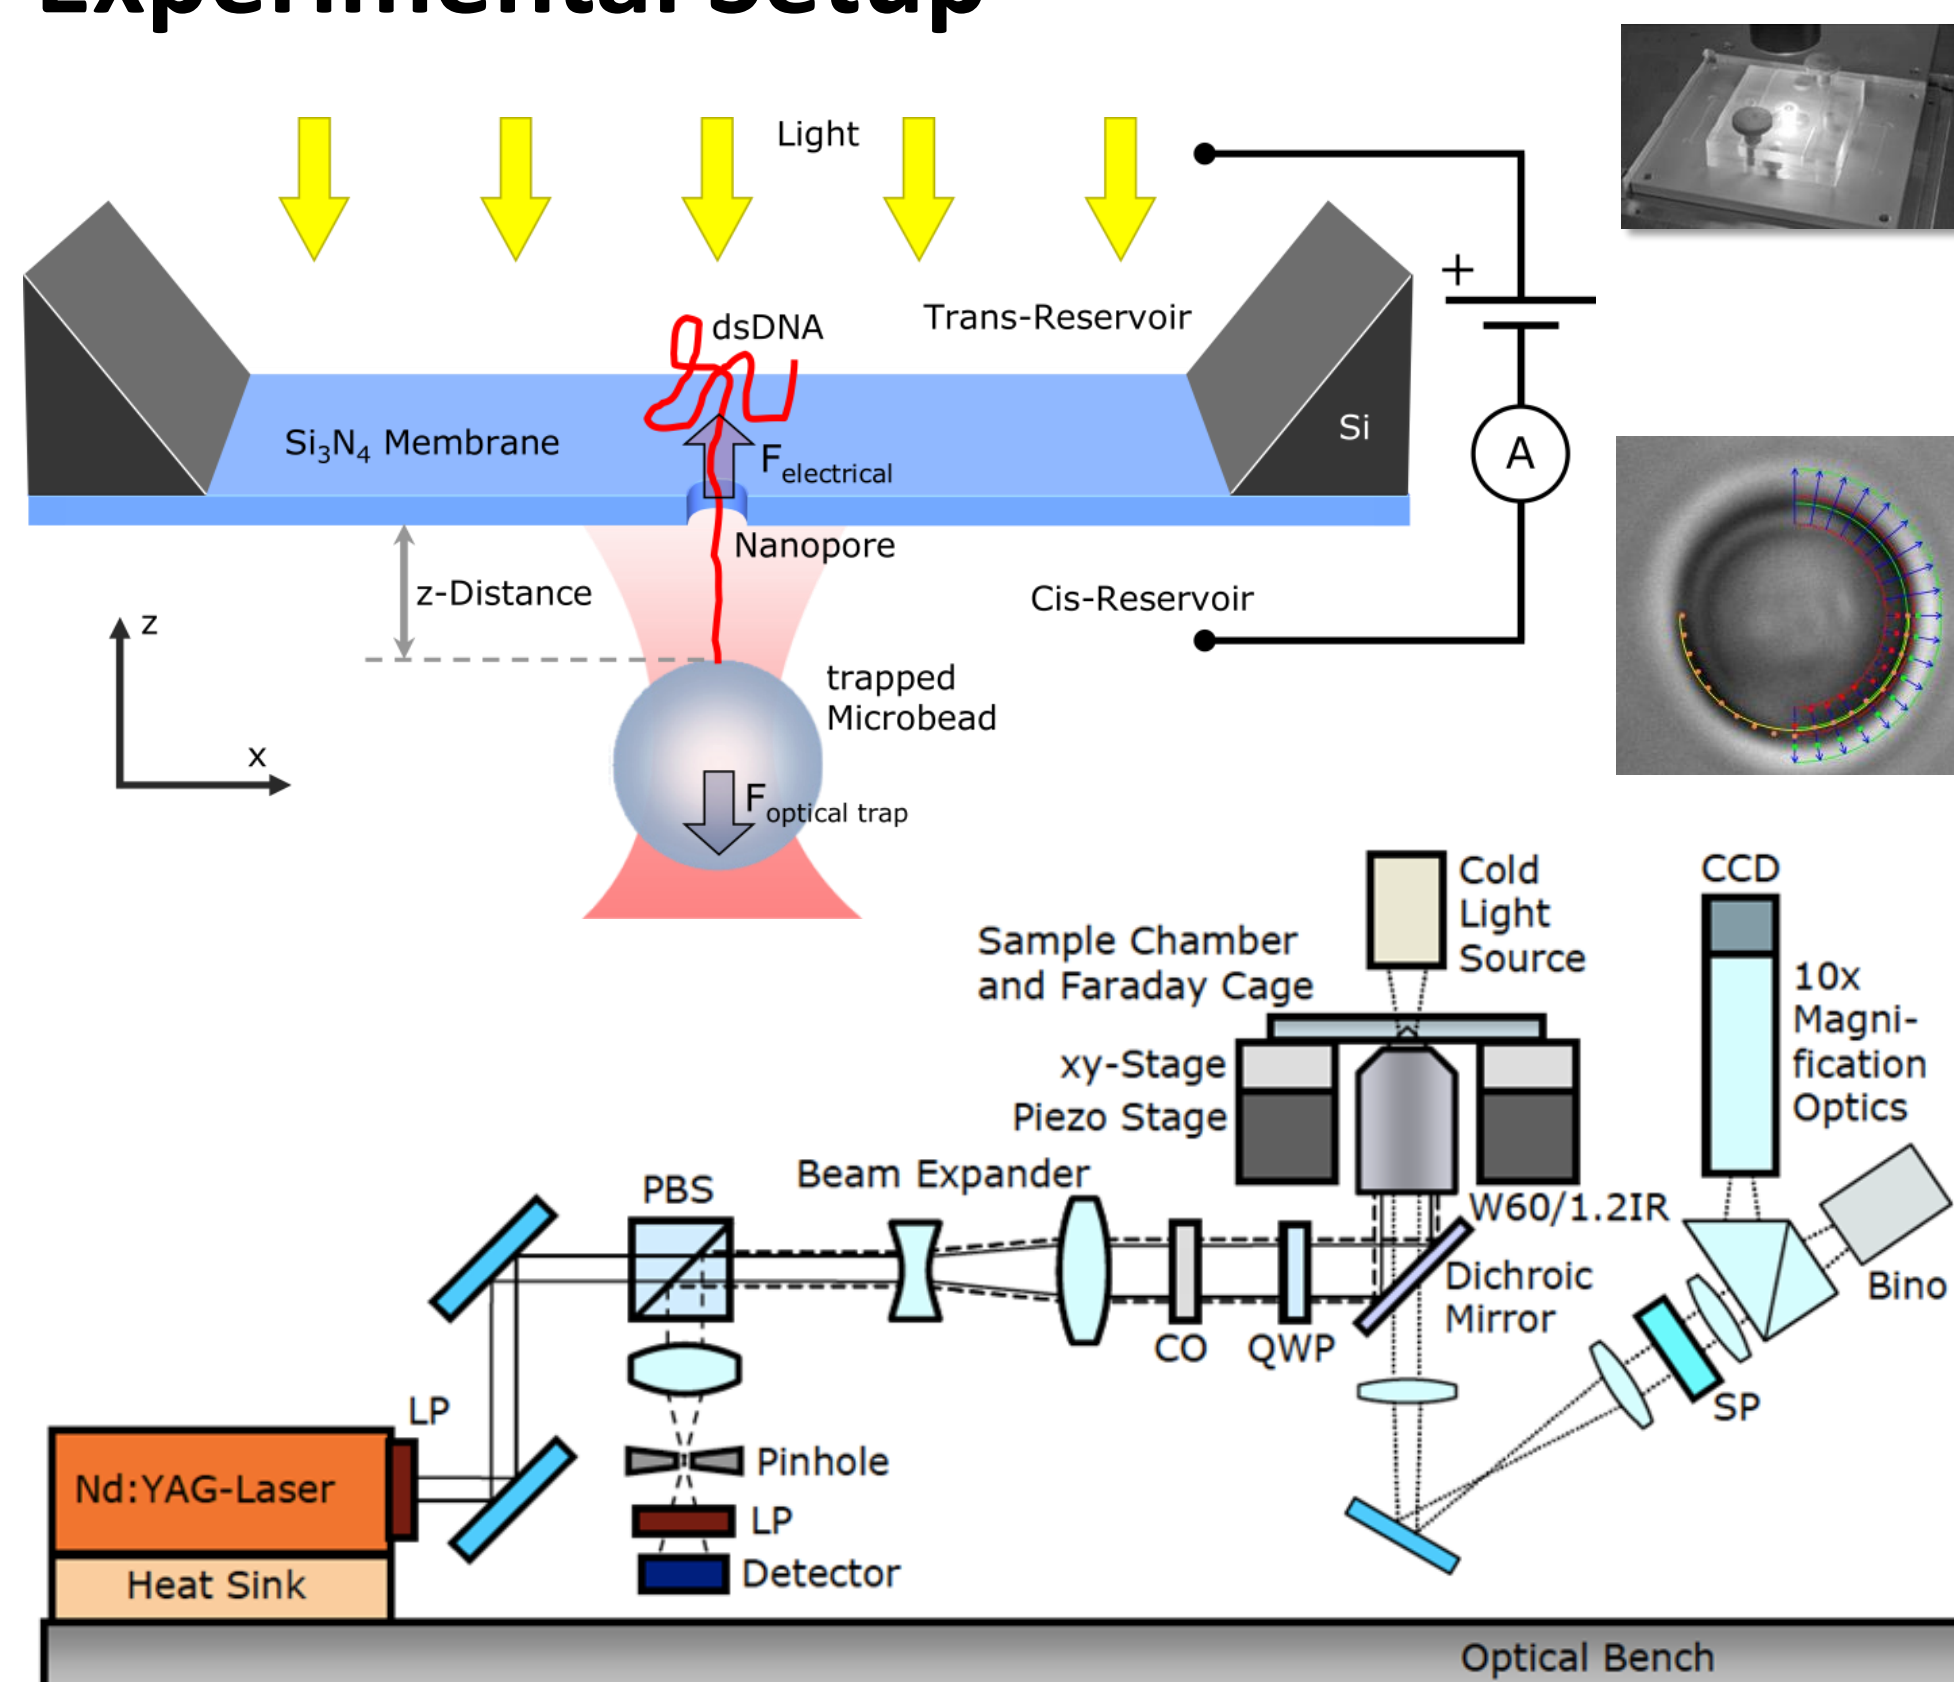 Experimental Setup
Light
+
dsDNA
Trans-Reservoir
Si₃N₄ Membrane
Si
A
F electrical
Nanopore
z-Distance
Cis-Reservoir
z
x
trapped
Microbead
F optical trap
Cold
Light
Source
CCD
Sample Chamber
and Faraday Cage
10x
Magni-
fication
Optics
xy-Stage
Piezo Stage
Beam Expander
PBS
W60/1.2IR
Dichroic
Mirror
Bino
CO
QWP
SP
LP
Nd:YAG-Laser
Pinhole
LP
Heat Sink
Detector
Optical Bench